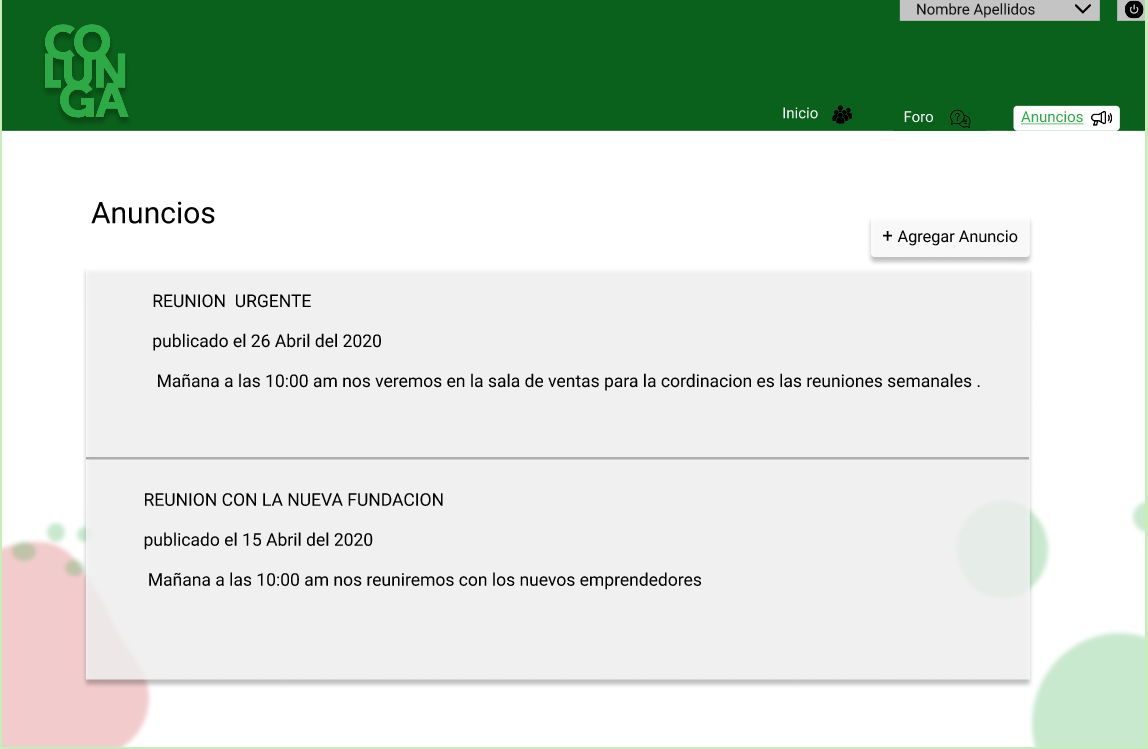 Nombre Apellidos
CO
LUN
GA
Inicio
Foro
Anuncios
Anuncios
+ Agregar Anuncio
REUNION URGENTE
publicado el 26 Abril del 2020
Mañana a las 10:00 am nos veremos en la sala de ventas para la cordinacion es las reuniones semanales .
REUNION CON LA NUEVA FUNDACION
publicado el 15 Abril del 2020
Mañana a las 10:00 am nos reuniremos con los nuevos emprendedores